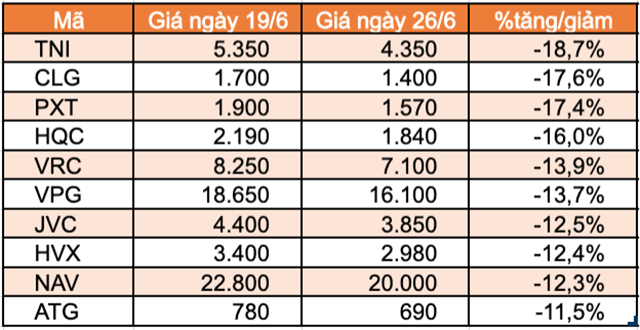 Mã Giá ngày 19/6 Giá ngày 26/6 %tăng/giảm
TNI 5.350 4.350 -18,7%
CLG 1.700 1.400 -17,6%
PXT 1.900 1.570 -17,4%
HQC 2.190 1.840 -16,0%
VRC 8.250 7.100 -13,9%
VPG 18.650 16.100 -13,7%
JVC 4.400 3.850 -12,5%
HVX 3.400 2.980 -12,4%
NAV 22.800 20.000 -12,3%
ATG 780 690 -11,5%